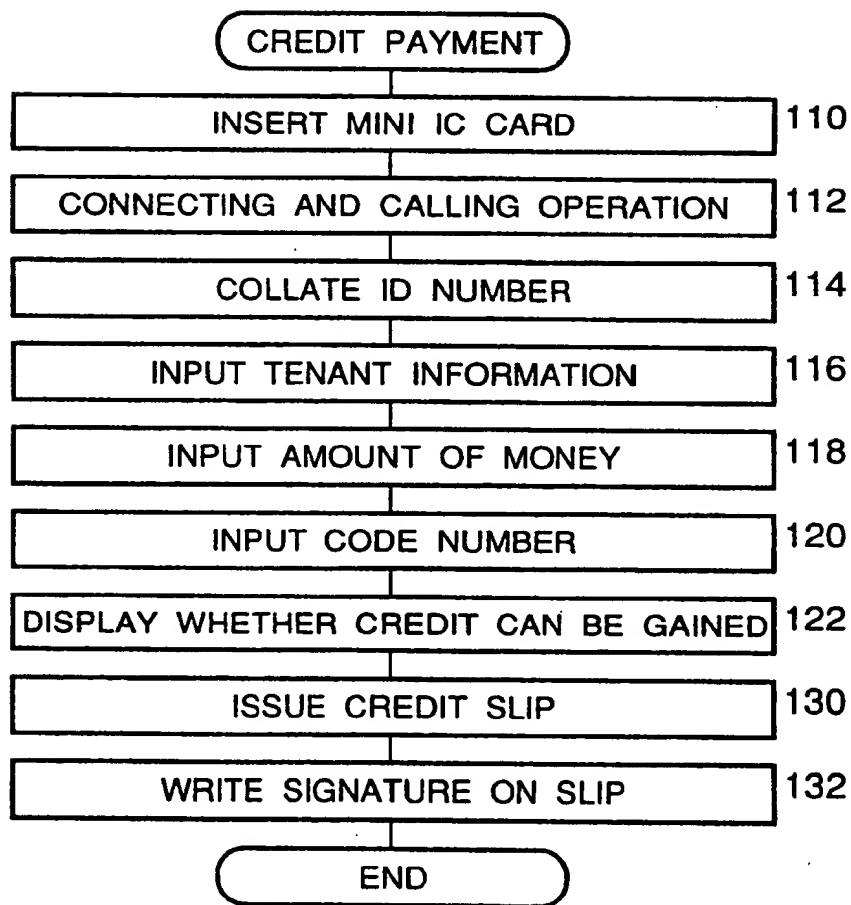 CREDIT PAYMENT
INSERT MINI IC CARD 110
CONNECTING AND CALLING OPERATION 112
COLLATE ID NUMBER 114
INPUT TENANT INFORMATION 116
INPUT AMOUNT OF MONEY 118
INPUT CODE NUMBER 120
DISPLAY WHETHER CREDIT CAN BE GAINED 122
ISSUE CREDIT SLIP 130
WRITE SIGNATURE ON SLIP 132
END